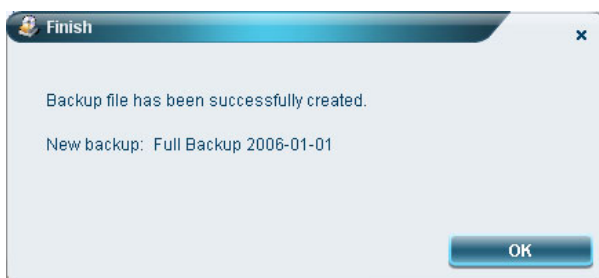 Finish
Backup file has been successfully created.
New backup: Full Backup 2006-01-01
OK